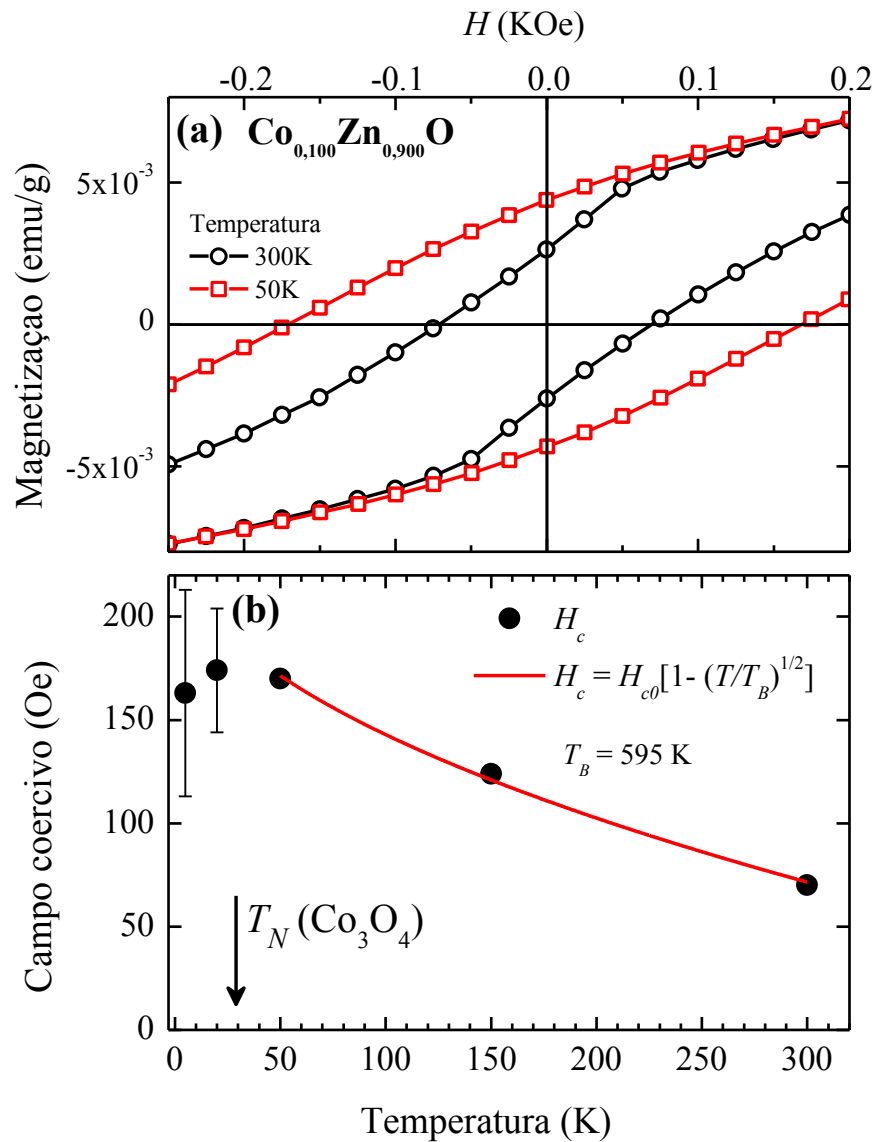 H (KOe)
-0.2 -0.1 0.0 0.1 0.2
(a) Co0,100Zn0,900O
5x10-3
0
-5x10-3
Magnetizaçao (emu/g)
Temperatura
300K
50K
(b)
Hc
Hc = Hc0[1- (T/TB)1/2]
TB = 595 K
TN (Co3O4)
200
150
100
50
0
Campo coercivo (Oe)
0 50 100 150 200 250 300
Temperatura (K)